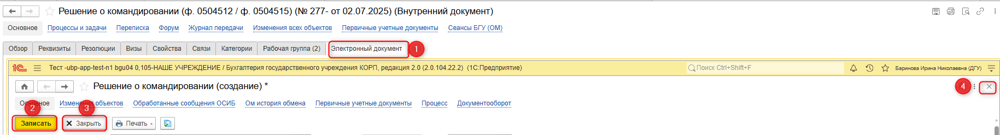 Решение о командировании (ф. 0504512 / ф. 0504515) (№ 277- от 02.07.2025) (Внутренний документ)
Основное Процессы и задачи Переписка Форум Журнал передачи Изменения всех объектов Первичные учетные документы Сеансы БГУ (ОМ)
Обзор Реквизиты Резолюции Визы Свойства Связи Категории Рабочая группа (2) Электронный документ 1
1С Тест -ubp-app-test-n1 bgu04 0,105-НАШЕ УЧРЕЖДЕНИЕ / Бухгалтерия государственного учреждения КОРП, редакция 2.0 (2.0.104.22.2) (1С:Предприятие) Поиск Ctrl+Shift+F Баринова Ирина Николаевна (ДГУ)
Решение о командировании (создание) * 4
Основное Изменения объектов Обработанные сообщения ОСИБ Ом история обмена Первичные учетные документы Процесс Документооборот
2 3
Записать Закрыть Печать